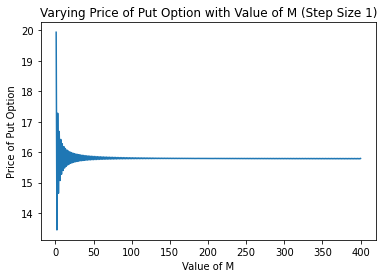 Varying Price of Put Option with Value of M (Step Size 1)
20
19
18
17
16
15
14
Price of Put Option
0 50 100 150 200 250 300 350 400
Value of M